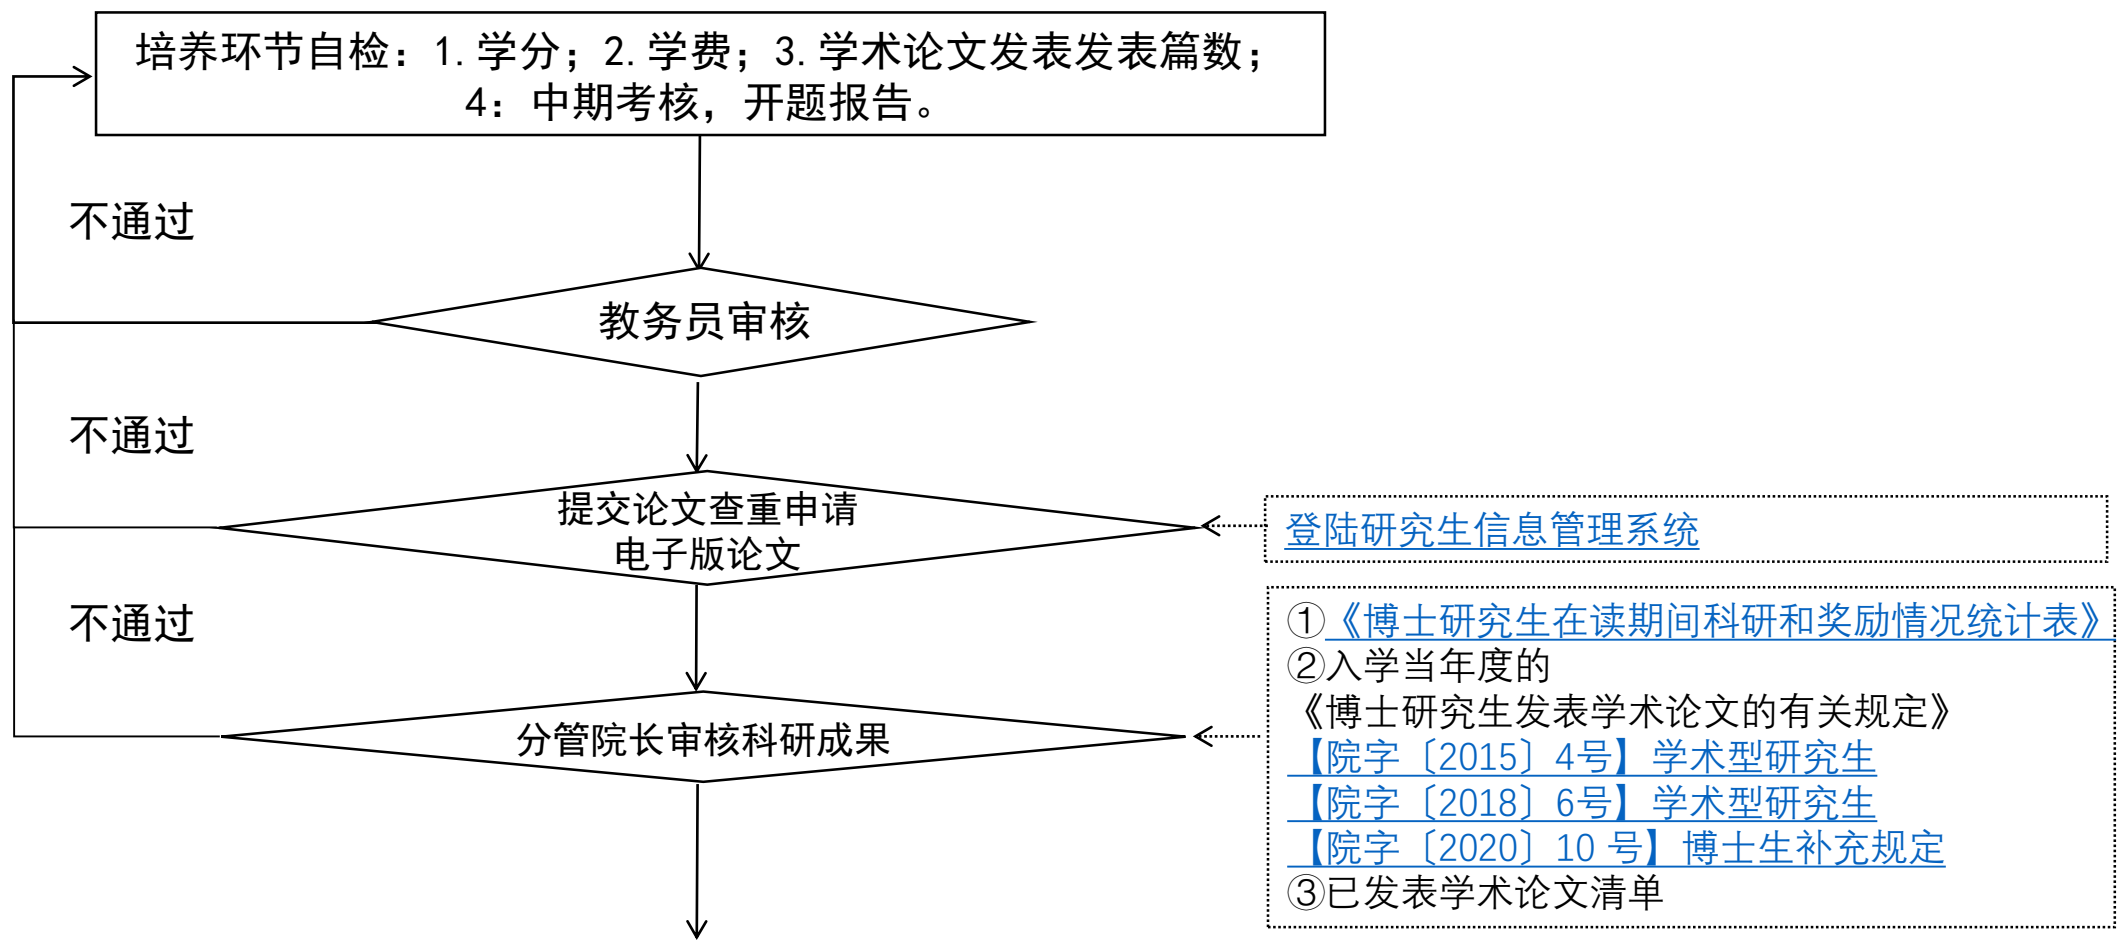 培养环节自检：1.学分；2.学费；3.学术论文发表发表篇数；
4：中期考核，开题报告。
不通过
教务员审核
不通过
提交论文查重申请
电子版论文
登陆研究生信息管理系统
不通过
分管院长审核科研成果
①《博士研究生在读期间科研和奖励情况统计表》
②入学当年度的
《博士研究生发表学术论文的有关规定》
【院字〔2015〕4号】学术型研究生
【院字〔2018〕6号】学术型研究生
【院字〔2020〕10 号】博士生补充规定
③已发表学术论文清单